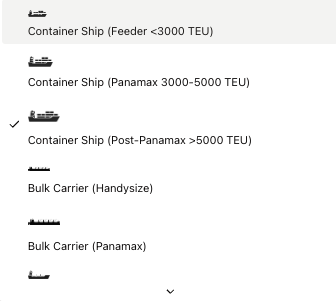 Container Ship (Feeder <3000 TEU)
Container Ship (Panamax 3000-5000 TEU)
Container Ship (Post-Panamax >5000 TEU)
Bulk Carrier (Handysize)
Bulk Carrier (Panamax)